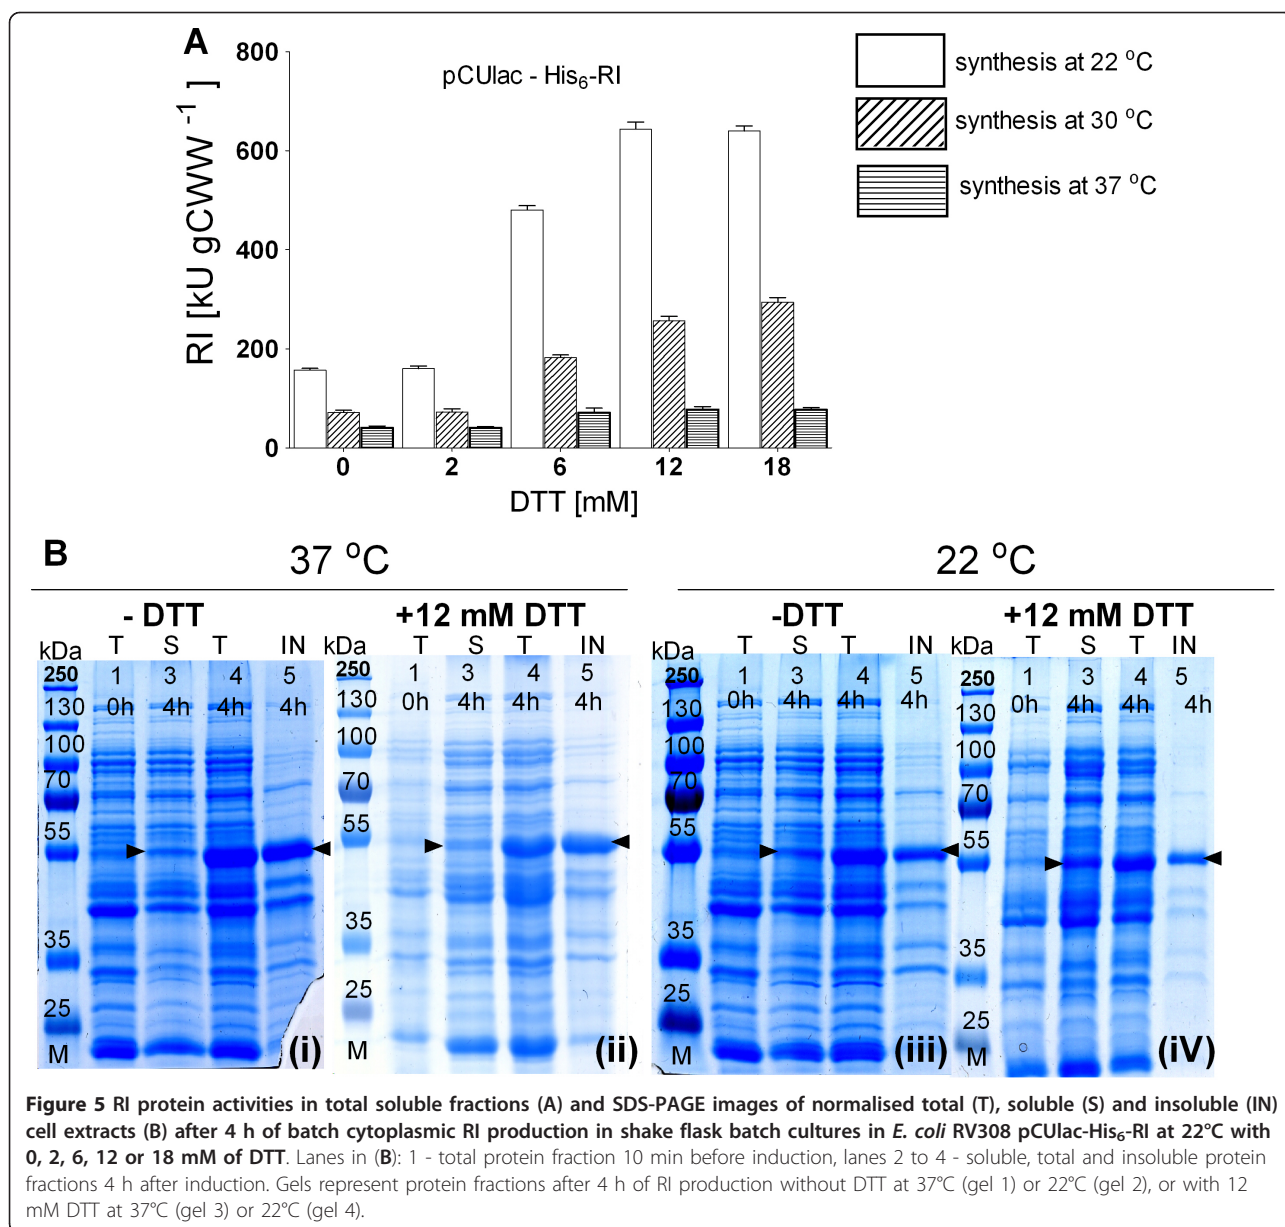 A
800
600
400
200
0
RI [kU gCWW⁻¹ ]
pCUlac - His₆-RI
0 2 6 12 18
DTT [mM]
synthesis at 22 °C
synthesis at 30 °C
synthesis at 37 °C
B
37 °C
22 °C
- DTT
+12 mM DTT
-DTT
+12 mM DTT
kDa T S T IN
250 1 3 4 5
130 0h 4h 4h 4h
100
70
55
35
25
M
(i)
kDa T S T IN
250 1 3 4 5
130 0h 4h 4h 4h
100
70
55
35
25
M
(ii)
kDa T S T IN
250 1 3 4 5
130 0h 4h 4h 4h
100
70
55
35
25
M
(iii)
kDa T S T IN
250 1 3 4 5
130 0h 4h 4h 4h
100
70
55
35
25
M
(iV)
Figure 5 RI protein activities in total soluble fractions (A) and SDS-PAGE images of normalised total (T), soluble (S) and insoluble (IN)
cell extracts (B) after 4 h of batch cytoplasmic RI production in shake flask batch cultures in E. coli RV308 pCUlac-His₆-RI at 22°C with
0, 2, 6, 12 or 18 mM of DTT. Lanes in (B): 1 - total protein fraction 10 min before induction, lanes 2 to 4 - soluble, total and insoluble protein
fractions 4 h after induction. Gels represent protein fractions after 4 h of RI production without DTT at 37°C (gel 1) or 22°C (gel 2), or with 12
mM DTT at 37°C (gel 3) or 22°C (gel 4).